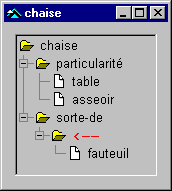 chaise
chaise
particularité
table
asseoir
sorte-de
<--
fauteuil